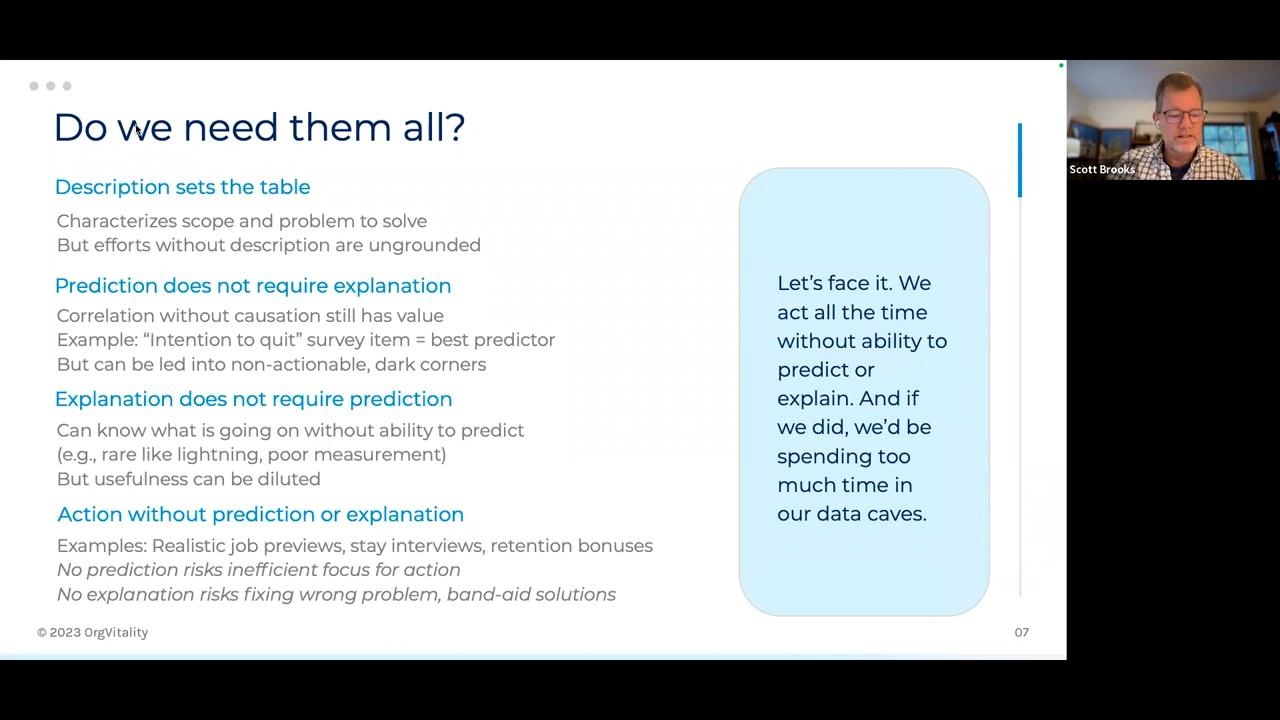 Do we need them all?
Description sets the table
Characterizes scope and problem to solve
But efforts without description are ungrounded
Prediction does not require explanation
Correlation without causation still has value
Example: “Intention to quit” survey item = best predictor
But can be led into non-actionable, dark corners
Explanation does not require prediction
Can know what is going on without ability to predict
(e.g., rare like lightning, poor measurement)
But usefulness can be diluted
Action without prediction or explanation
Examples: Realistic job previews, stay interviews, retention bonuses
No prediction risks inefficient focus for action
No explanation risks fixing wrong problem, band-aid solutions
Let’s face it. We
act all the time
without ability to
predict or
explain. And if
we did, we’d be
spending too
much time in
our data caves.
© 2023 OrgVitality
07
Scott Brooks